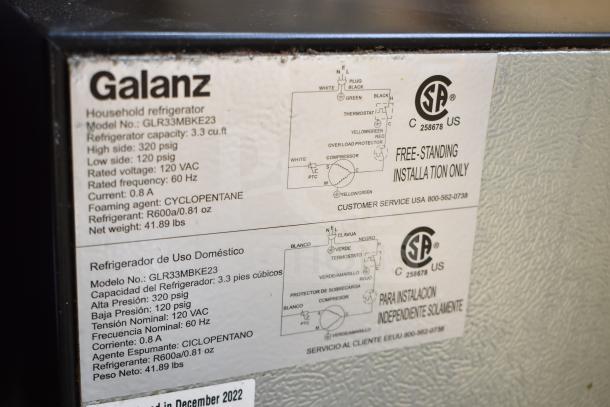 Galanz
Household refrigerator
Model No.: GLR33MBKE23
Refrigerator capacity: 3.3 cu.ft
High side: 320 psig
Low side: 120 psig
Rated voltage: 120 VAC
Rated frequency: 60 Hz
Current: 0.8 A
Foaming agent: CYCLOPENTANE
Refrigerant: R600a/0.81 oz
Net weight: 41.89 lbs
N E L
PLUG
WHITE BLACK
GREEN
BLACK
THERMOSTAT
YELLOW/GREEN
RED
OVER LOAD PROTECTOR
WHITE
COMPRESSOR
PTC
S
M
C
YELLOW/GREEN
CSA®
C 258678 US
FREE-STANDING
INSTALLATION ONLY
CUSTOMER SERVICE USA 800-562-0738
Refrigerador de Uso Doméstico
Modelo No.: GLR33MBKE23
Capacidad del Refrigerador: 3.3 pies cúbicos
Alta Presión: 320 psig
Baja Presión: 120 psig
Tensión Nominal: 120 VAC
Frecuencia Nominal: 60 Hz
Corriente: 0.8 A
Agente Espumante: CICLOPENTANO
Refrigerante: R600a/0.81 oz
Peso Neto: 41.89 lbs
N E L
CLAVIJA
BLANCO
NEGRO
VERDE
TERMOSTATO
VERDE/AMARILLO
ROJO
PROTECTOR DE SOBRECARGA
BLANCO
COMPRESOR
PTC
S
M
VERDE/AMARILLO
CSA®
C 258678 US
PARA INSTALACION
INDEPENDIENTE SOLAMENTE
SERVICIO AL CLIENTE EEUU 800-562-0738
in December 2022